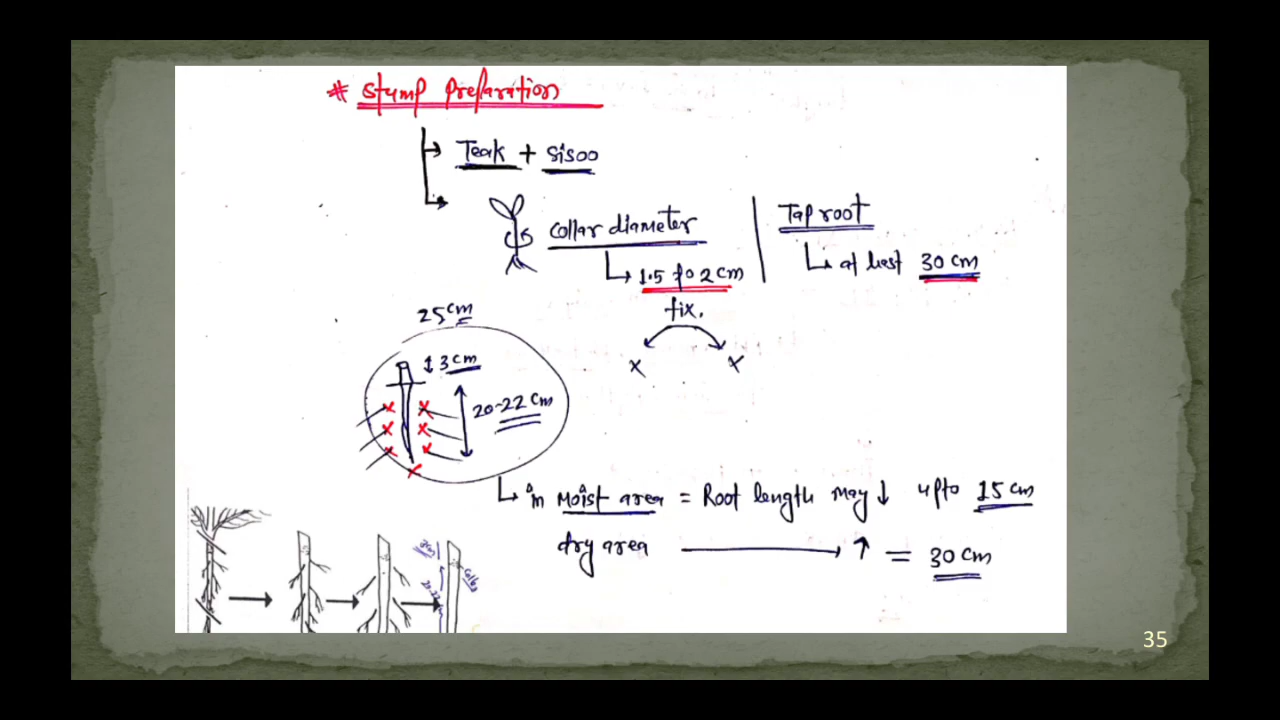 * Stump Preparation
Teak + Sisoo
Collar diameter
1.5 to 2 cm
fix.
x x
Tap root
at least 30 cm
25 cm
3 cm
20-22 cm
x x
x x
x x
x
in Moist area = Root length may ↓ upto 15 cm
dry area → ↑ = 30 cm
Collar
35